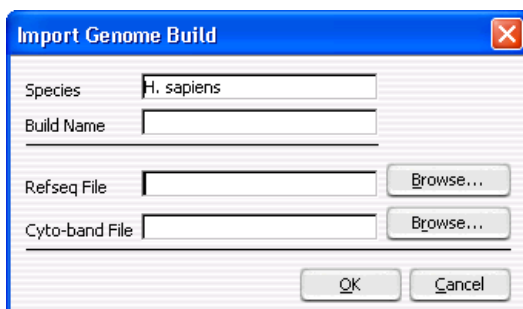 Import Genome Build
Species H. sapiens
Build Name
Refseq File Browse...
Cyto-band File Browse...
OK Cancel